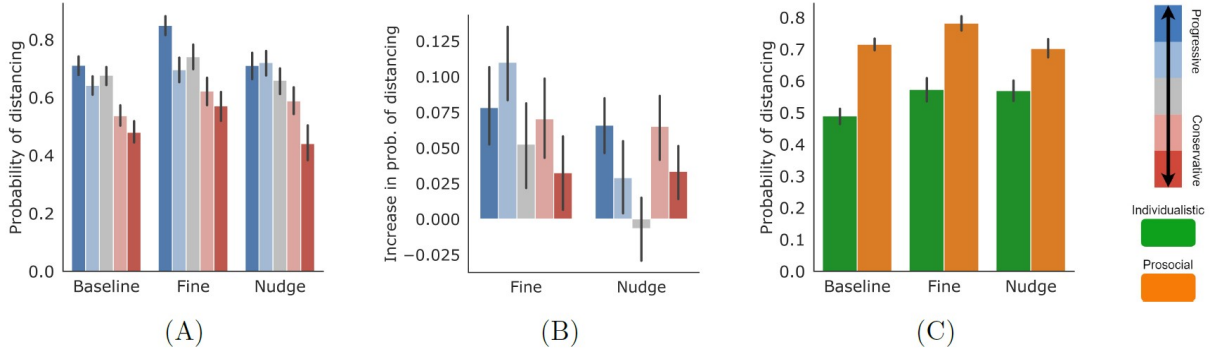 Probability of distancing
0.8
0.6
0.4
0.2
0.0
Baseline
Fine
Nudge
(A)
Increase in prob. of distancing
0.125
0.100
0.075
0.050
0.025
0.000
−0.025
Fine
Nudge
(B)
Probability of distancing
0.8
0.7
0.6
0.5
0.4
0.3
0.2
0.1
0.0
Baseline
Fine
Nudge
(C)
Progressive
Conservative
Individualistic
Prosocial